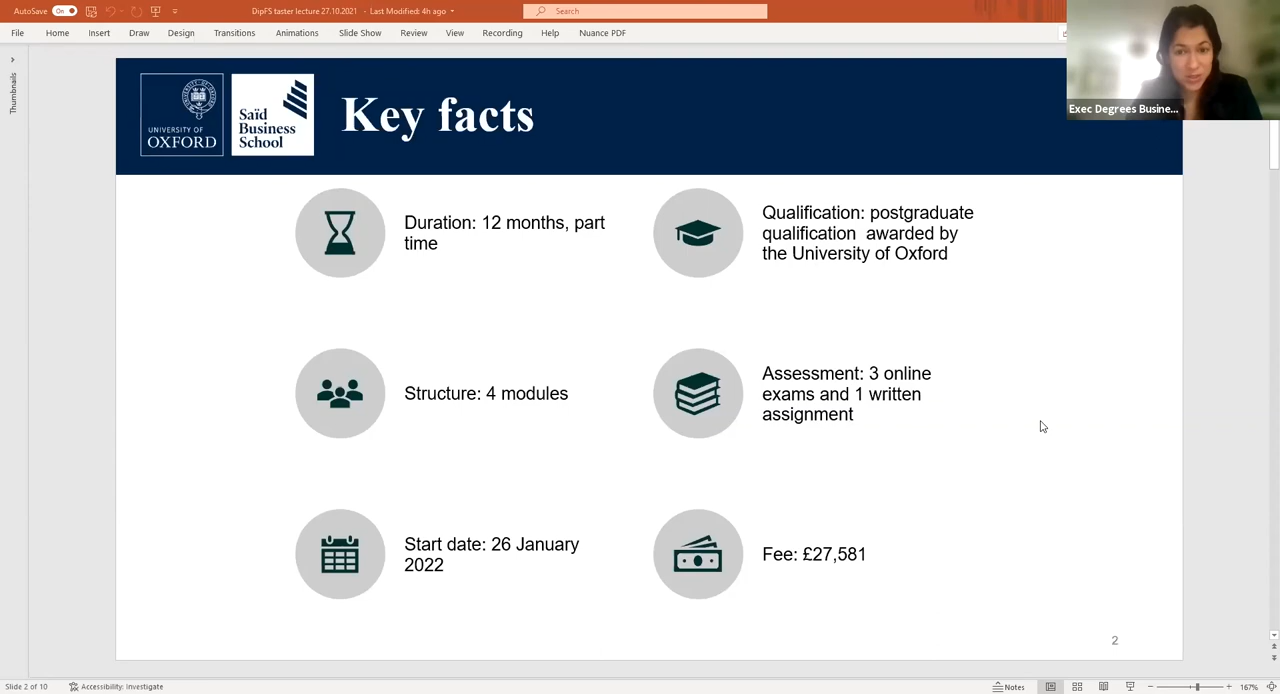 AutoSave On DipFS taster lecture 27.10.2021 • Last Modified: 4h ago Search
File Home Insert Draw Design Transitions Animations Slide Show Review View Recording Help Nuance PDF
Exec Degrees Busine...
Thumbnails
UNIVERSITY OF
OXFORD
Saïd
Business
School
Key facts
Duration: 12 months, part
time
Qualification: postgraduate
qualification awarded by
the University of Oxford
Structure: 4 modules
Assessment: 3 online
exams and 1 written
assignment
Start date: 26 January
2022
Fee: £27,581
2
Slide 2 of 10 Accessibility: Investigate Notes 167%